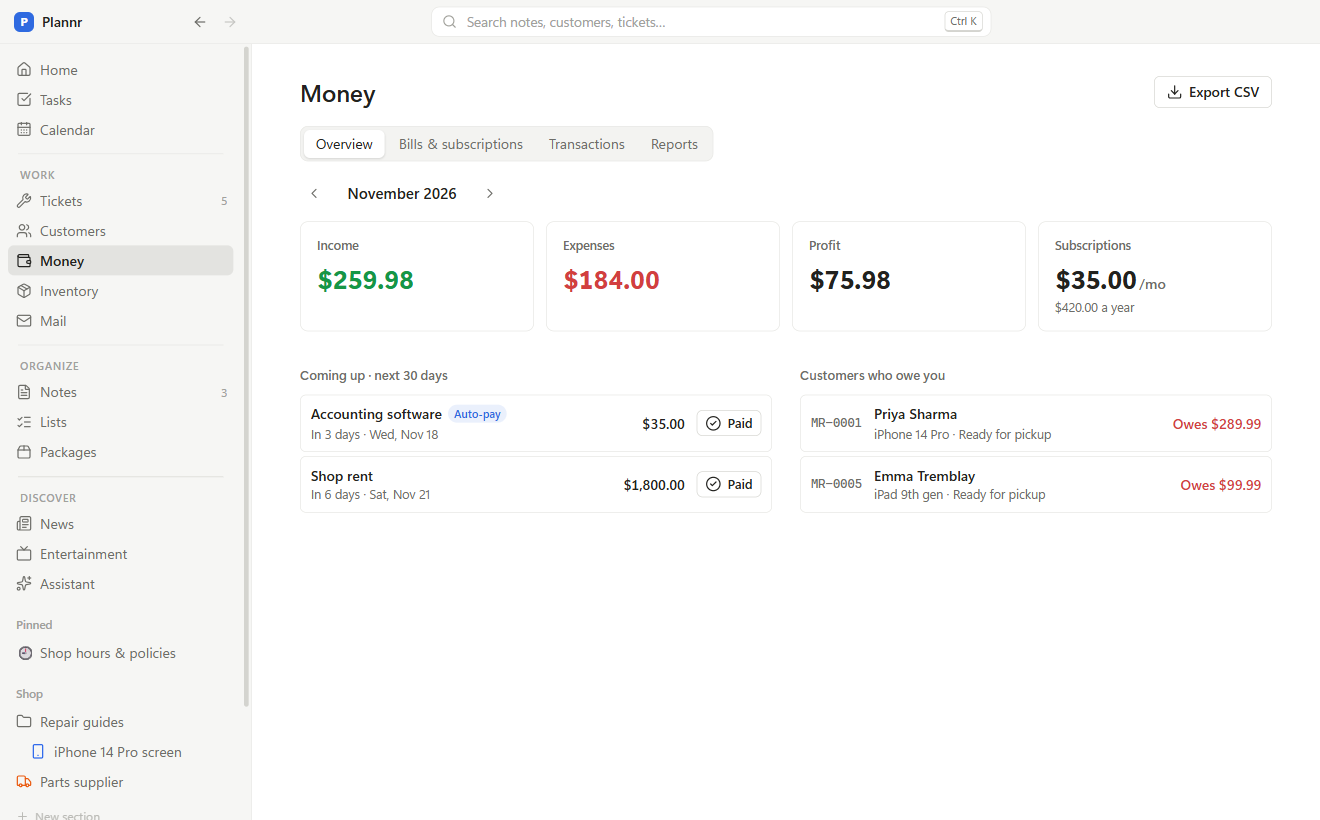 P Plannr
Search notes, customers, tickets...
Ctrl K
Home
Tasks
Calendar
WORK
Tickets 5
Customers
Money
Inventory
Mail
ORGANIZE
Notes 3
Lists
Packages
DISCOVER
News
Entertainment
Assistant
Pinned
Shop hours & policies
Shop
Repair guides
iPhone 14 Pro screen
Parts supplier
New section
Money
Export CSV
Overview Bills & subscriptions Transactions Reports
November 2026
Income
$259.98
Expenses
$184.00
Profit
$75.98
Subscriptions
$35.00 /mo
$420.00 a year
Coming up · next 30 days
Accounting software Auto-pay
In 3 days · Wed, Nov 18
$35.00 Paid
Shop rent
In 6 days · Sat, Nov 21
$1,800.00 Paid
Customers who owe you
MR-0001 Priya Sharma
iPhone 14 Pro · Ready for pickup
Owes $289.99
MR-0005 Emma Tremblay
iPad 9th gen · Ready for pickup
Owes $99.99